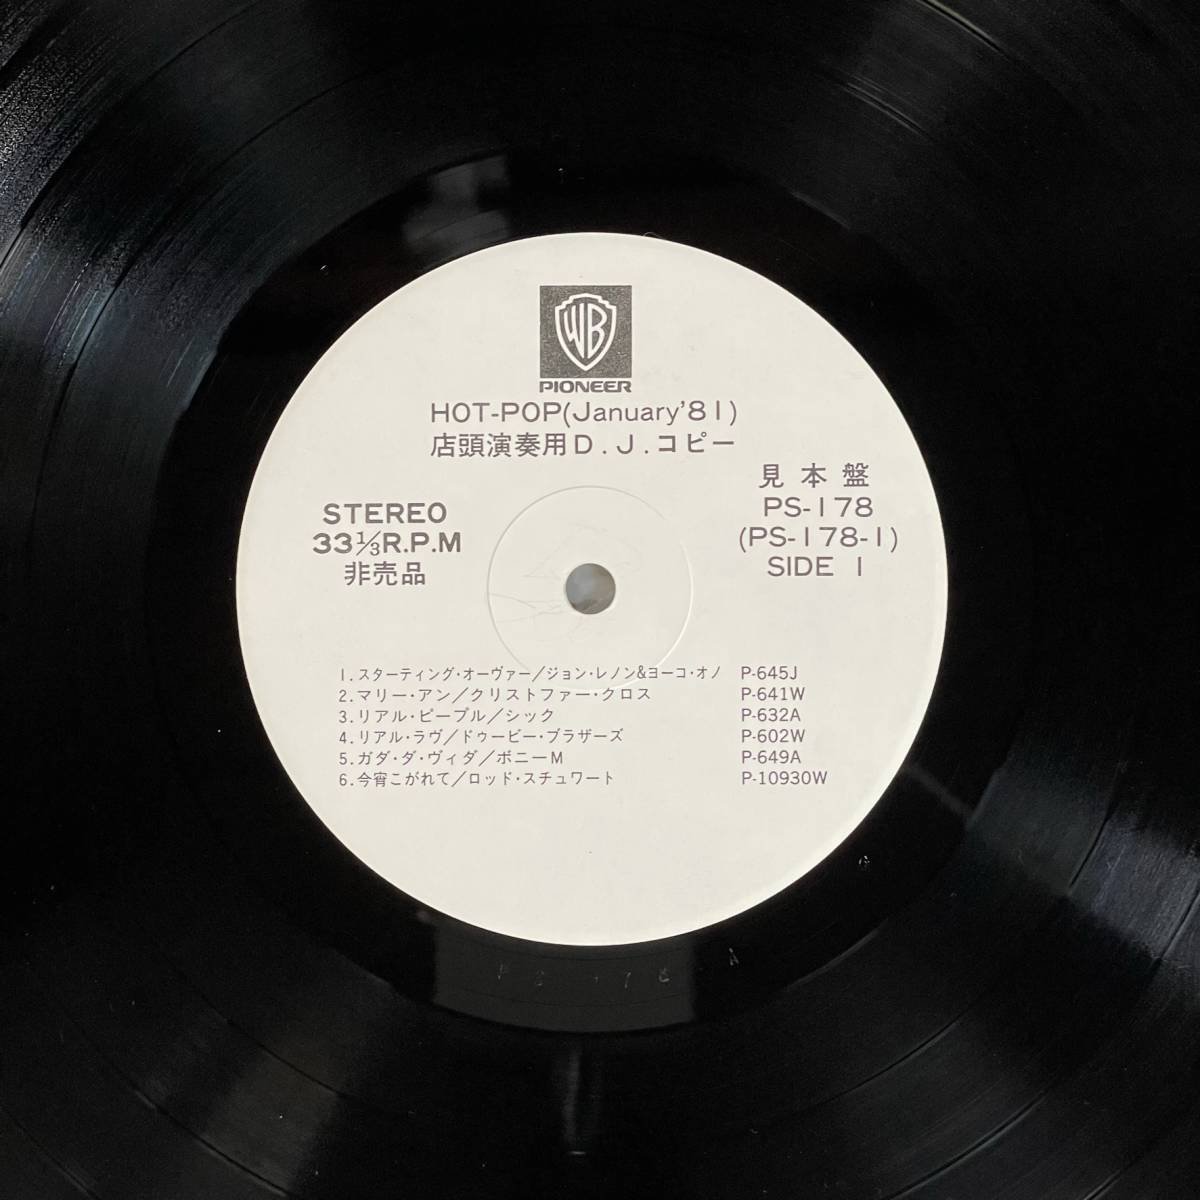 WB
PIONEER
HOT-POP(January'81)
店頭演奏用D.J.コピー
見本盤
PS-178
(PS-178-1)
SIDE 1
STEREO
33⅓R.P.M
非売品
1.スターティング・オーヴァー/ジョン・レノン&ヨーコ・オノ P-645J
2.マリー・アン/クリストファー・クロス P-641W
3.リアル・ピープル/シック P-632A
4.リアル・ラヴ/ドゥービー・ブラザーズ P-602W
5.ガダ・ダ・ヴィダ/ボニーM P-649A
6.今宵こがれて/ロッド・スチュワート P-10930W